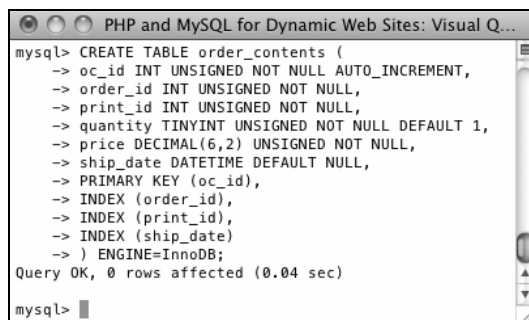 PHP and MySQL for Dynamic Web Sites: Visual Q...
mysql> CREATE TABLE order_contents (
    -> oc_id INT UNSIGNED NOT NULL AUTO_INCREMENT,
    -> order_id INT UNSIGNED NOT NULL,
    -> print_id INT UNSIGNED NOT NULL,
    -> quantity TINYINT UNSIGNED NOT NULL DEFAULT 1,
    -> price DECIMAL(6,2) UNSIGNED NOT NULL,
    -> ship_date DATETIME DEFAULT NULL,
    -> PRIMARY KEY (oc_id),
    -> INDEX (order_id),
    -> INDEX (print_id),
    -> INDEX (ship_date)
    -> ) ENGINE=InnoDB;
Query OK, 0 rows affected (0.04 sec)
mysql>